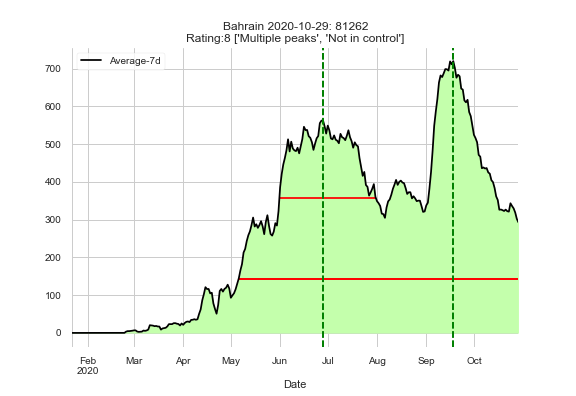 Bahrain 2020-10-29: 81262
Rating:8 ['Multiple peaks', 'Not in control']
Average-7d
700
600
500
400
300
200
100
0
Feb Mar Apr May Jun Jul Aug Sep Oct
2020
Date